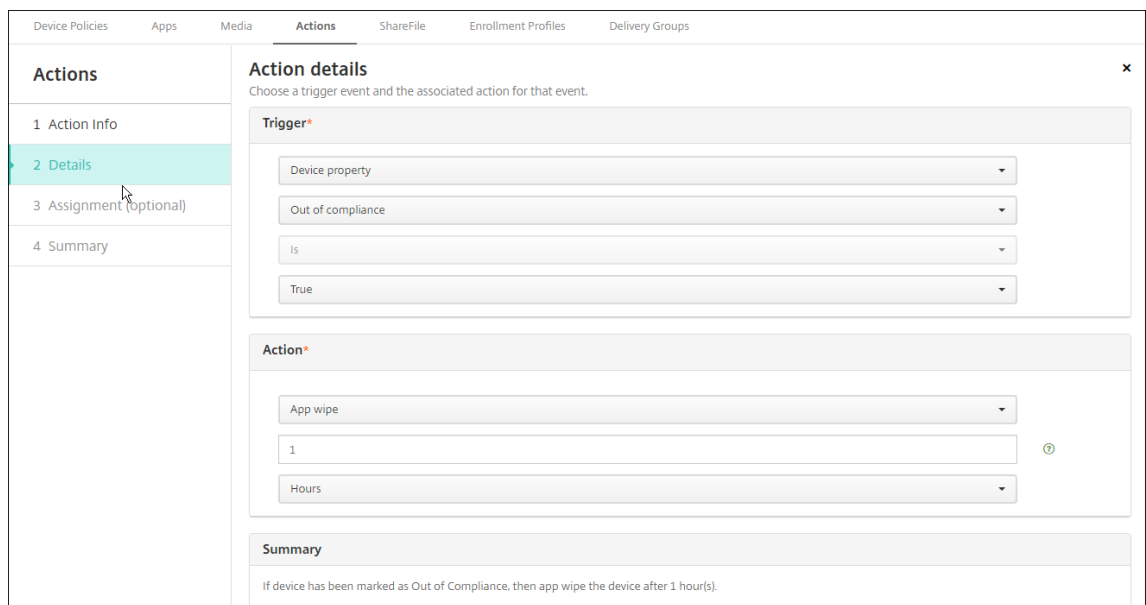 Device Policies Apps Media Actions ShareFile Enrollment Profiles Delivery Groups
Actions
1 Action Info
2 Details
3 Assignment (optional)
4 Summary
Action details
Choose a trigger event and the associated action for that event.
Trigger*
Device property
Out of compliance
Is
True
Action*
App wipe
1
Hours
Summary
If device has been marked as Out of Compliance, then app wipe the device after 1 hour(s).